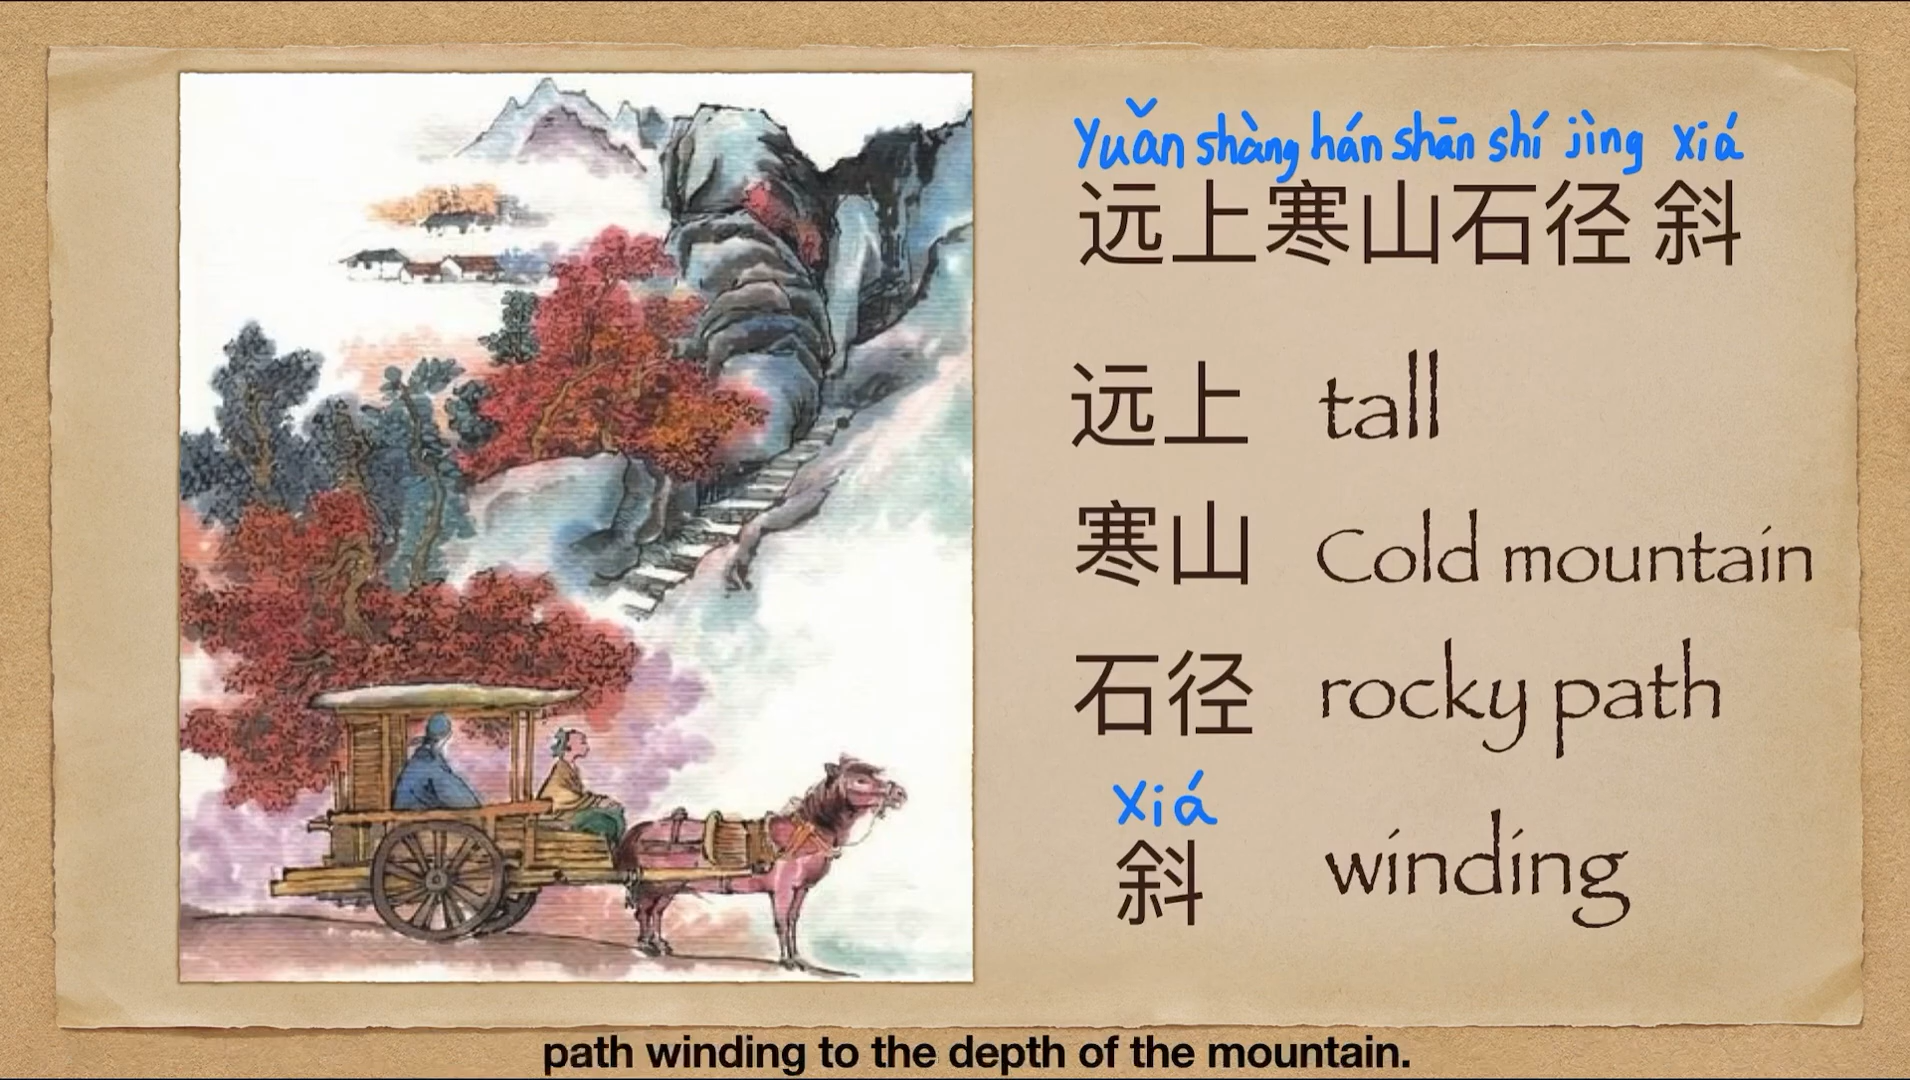 Yuǎn shàng hán shān shí jìng xiá
远上寒山石径斜
远上 tall
寒山 Cold mountain
石径 rocky path
xiá
斜 winding
path winding to the depth of the mountain.